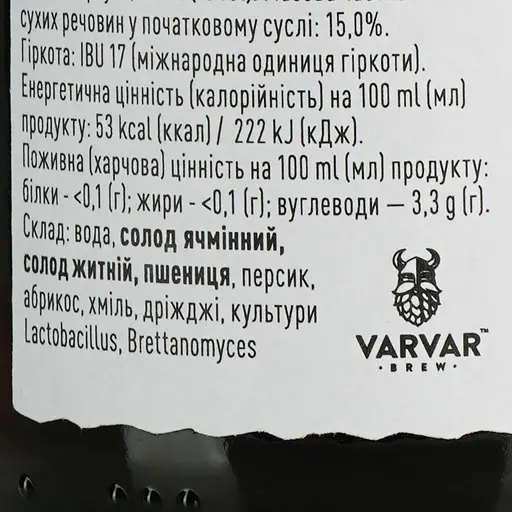 сухих речовин у початковому суслі: 15,0%.
Гіркота: IBU 17 (міжнародна одиниця гіркоти).
Енергетична цінність (калорійність) на 100 ml (мл)
продукту: 53 kcal (ккал) / 222 kJ (кДж).
Поживна (харчова) цінність на 100 ml (мл) продукту:
білки - <0,1 (г); жири - <0,1 (г); вуглеводи — 3,3 g (г).
Склад: вода, солод ячмінний,
солод житній, пшениця, персик,
абрикос, хміль, дріжджі, культури
Lactobacillus, Brettanomyces
VARVAR™
·BREW·